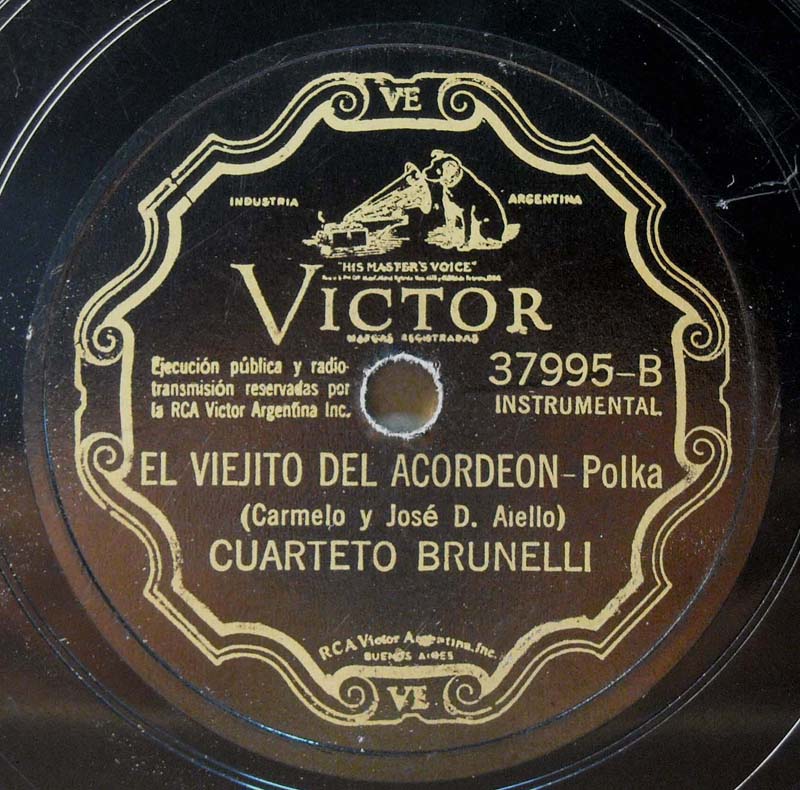 VE
INDUSTRIA ARGENTINA
"HIS MASTER'S VOICE"
VICTOR
MARCAS REGISTRADAS
Ejecución pública y radio-
transmisión reservadas por
la RCA Victor Argentina Inc.
37995-B
INSTRUMENTAL
EL VIEJITO DEL ACORDEON-Polka
(Carmelo y José D. Aiello)
CUARTETO BRUNELLI
RCA Victor Argentina, Inc.
BUENOS AIRES
VE